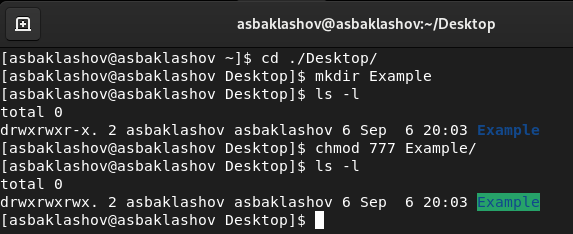 asbaklashov@asbaklashov:~/Desktop
[asbaklashov@asbaklashov ~]$ cd ./Desktop/
[asbaklashov@asbaklashov Desktop]$ mkdir Example
[asbaklashov@asbaklashov Desktop]$ ls -l
total 0
drwxrwxr-x. 2 asbaklashov asbaklashov 6 Sep  6 20:03 Example
[asbaklashov@asbaklashov Desktop]$ chmod 777 Example/
[asbaklashov@asbaklashov Desktop]$ ls -l
total 0
drwxrwxrwx. 2 asbaklashov asbaklashov 6 Sep  6 20:03 Example
[asbaklashov@asbaklashov Desktop]$